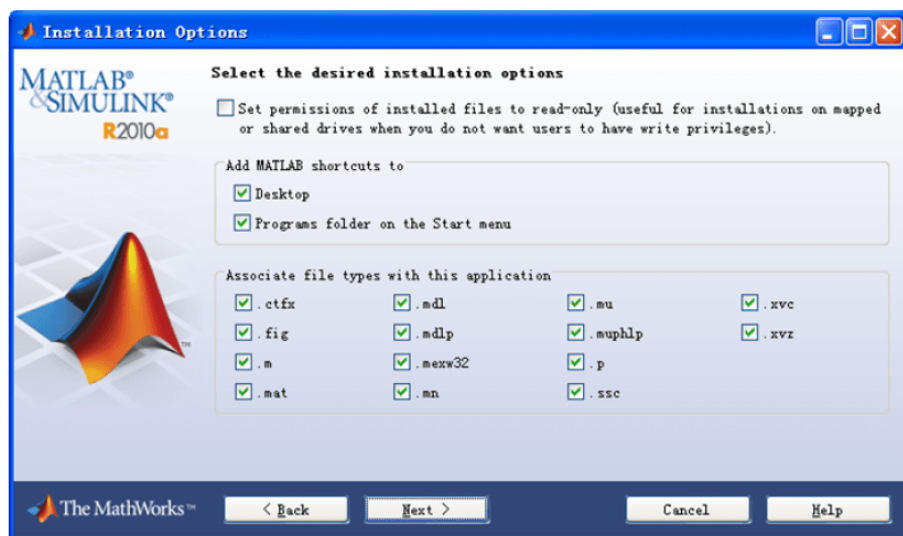 Installation Options
MATLAB®
&SIMULINK®
R2010a
Select the desired installation options
Set permissions of installed files to read-only (useful for installations on mapped
or shared drives when you do not want users to have write privileges).
Add MATLAB shortcuts to
Desktop
Programs folder on the Start menu
Associate file types with this application
.ctfx .mdl .mu .xvc
.fig .mdlp .muphlp .xvz
.m .mexw32 .p
.mat .mn .ssc
TM
The MathWorks™ < Back Next > Cancel Help